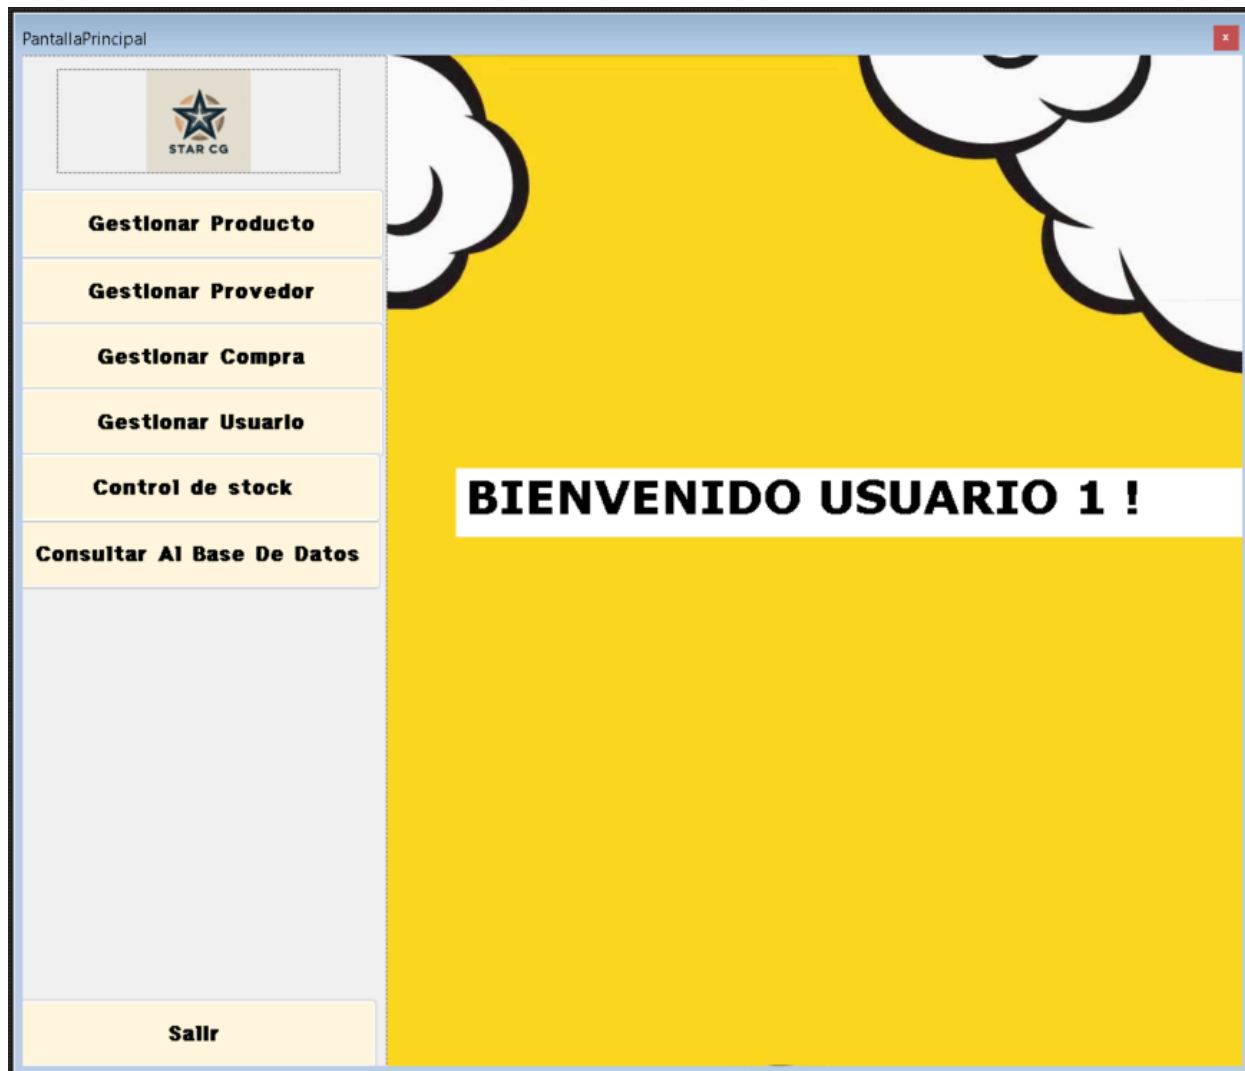 PantallaPrincipal
x
STAR CG
Gestionar Producto
Gestionar Provedor
Gestionar Compra
Gestionar Usuario
Control de stock
Consultar Al Base De Datos
BIENVENIDO USUARIO 1 !
Salir